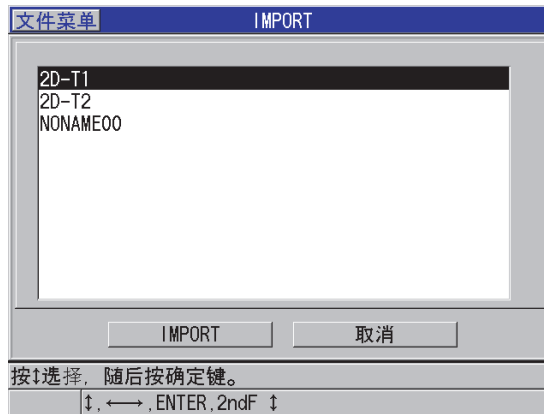 文件菜单 IMPORT
2D-T1
2D-T2
NONAME00
IMPORT 取消
按↕选择, 随后按确定键。
↕, ←→, ENTER, 2ndF ↕